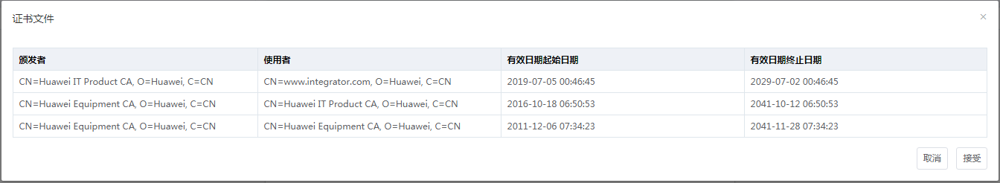 证书文件
颁发者 使用者 有效日期起始日期 有效日期终止日期
CN=Huawei IT Product CA, O=Huawei, C=CN CN=www.integrator.com, O=Huawei, C=CN 2019-07-05 00:46:45 2029-07-02 00:46:45
CN=Huawei Equipment CA, O=Huawei, C=CN CN=Huawei IT Product CA, O=Huawei, C=CN 2016-10-18 06:50:53 2041-10-12 06:50:53
CN=Huawei Equipment CA, O=Huawei, C=CN CN=Huawei Equipment CA, O=Huawei, C=CN 2011-12-06 07:34:23 2041-11-28 07:34:23
取消 接受